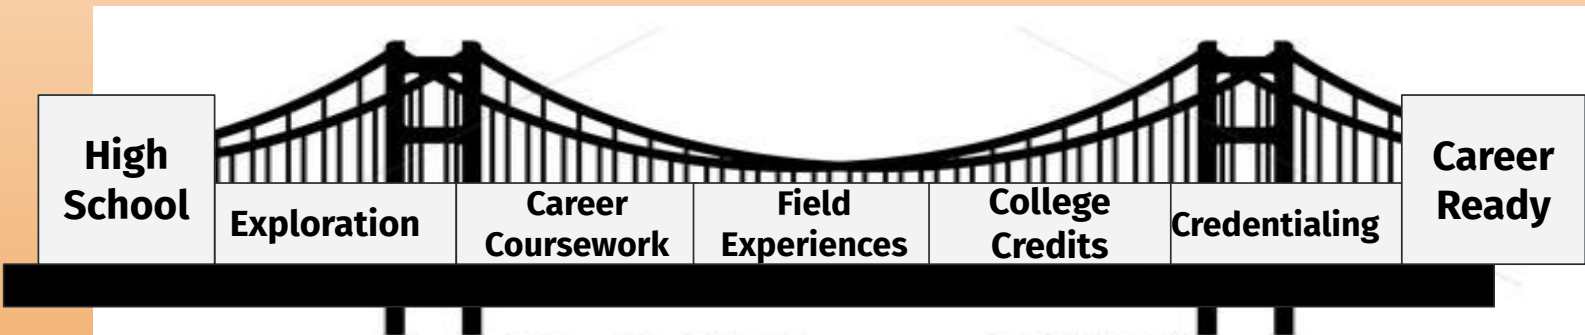 High
School
Exploration
Career
Coursework
Field
Experiences
College
Credits
Credentialing
Career
Ready